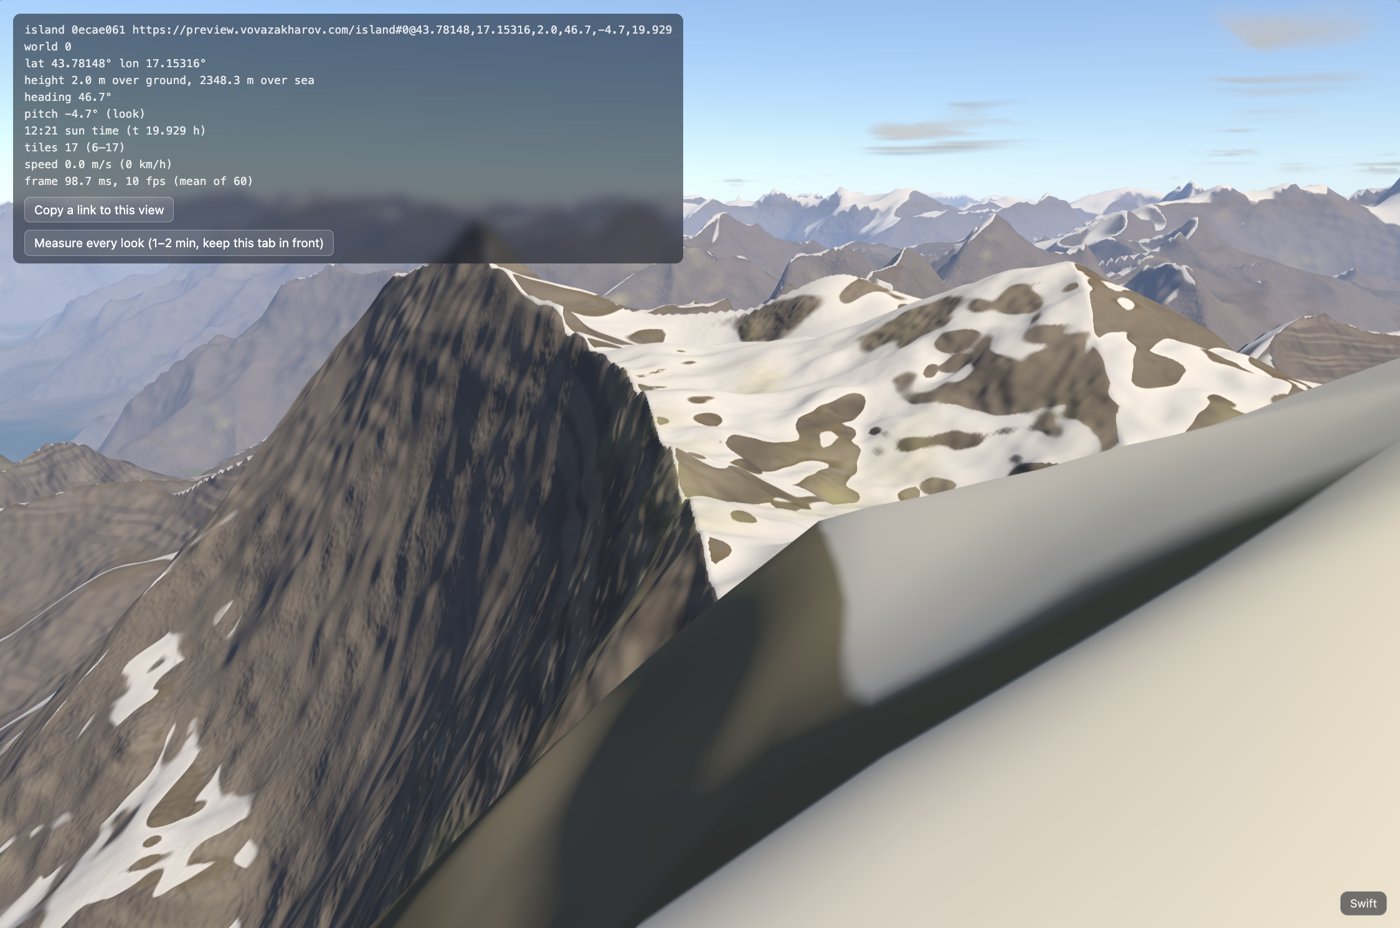 island 0ecae061 https://preview.vovazakharov.com/island#0@43.78148,17.15316,2.0,46.7,−4.7,19.929
world 0
lat 43.78148° lon 17.15316°
height 2.0 m over ground, 2348.3 m over sea
heading 46.7°
pitch −4.7° (look)
12:21 sun time (t 19.929 h)
tiles 17 (6–17)
speed 0.0 m/s (0 km/h)
frame 98.7 ms, 10 fps (mean of 60)
Copy a link to this view
Measure every look (1–2 min, keep this tab in front)
Swift